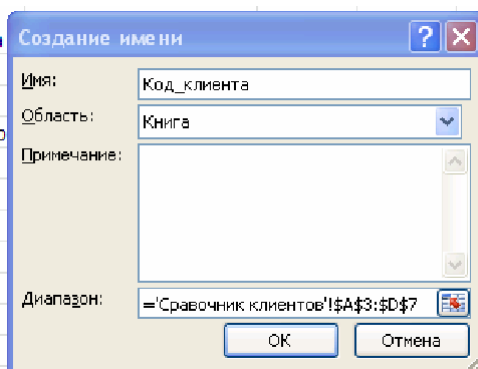 Создание имени
Имя: Код_клиента
Область: Книга
Примечание:
Диапазон: ='Сравочник клиентов'!$A$3:$D$7
ОК Отмена